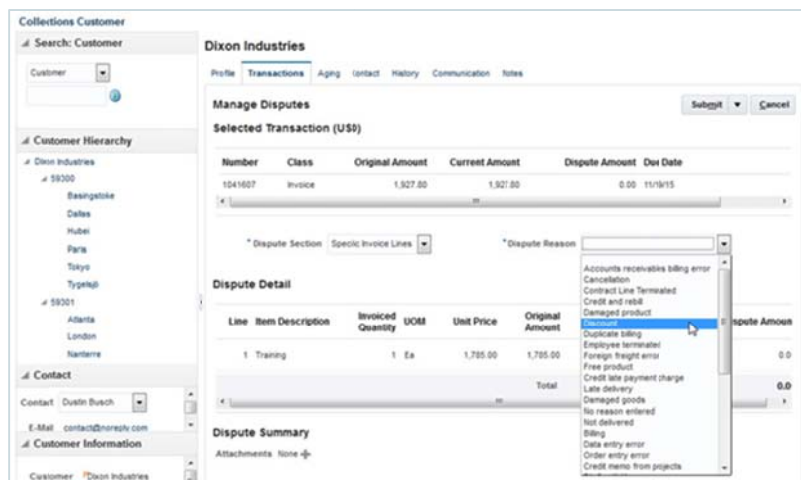 Collections Customer
Search: Customer
Customer
Customer Hierarchy
Dixon Industries
59300
Basingstoke
Dallas
Hubei
Paris
Tokyo
Tygelsjö
59301
Atlanta
London
Nanterre
Contact
Contact Dustin Busch
E-Mail contact@noreply.com
Customer Information
Customer Dixon Industries
Dixon Industries
Profile Transactions Aging Contact History Communication Notes
Manage Disputes
Submit Cancel
Selected Transaction (USD)
Number Class Original Amount Current Amount Dispute Amount Due Date
1041607 Invoice 1,927.80 1,927.80 0.00 11/19/15
* Dispute Section Specific Invoice Lines
* Dispute Reason
Accounts receivables billing error
Cancellation
Contract Line Terminated
Credit and rebill
Damaged product
Discount
Duplicate billing
Employee terminated
Foreign freight error
Free product
Credit late payment charge
Late delivery
Damaged goods
No reason entered
Not delivered
Billing
Data entry error
Order entry error
Credit memo from projects
Dispute Detail
Line Item Description Invoiced Quantity UOM Unit Price Original Amount spute Amoun
1 Training 1 Ea 1,785.00 1,785.00 0.0
Total 0.0
Dispute Summary
Attachments None